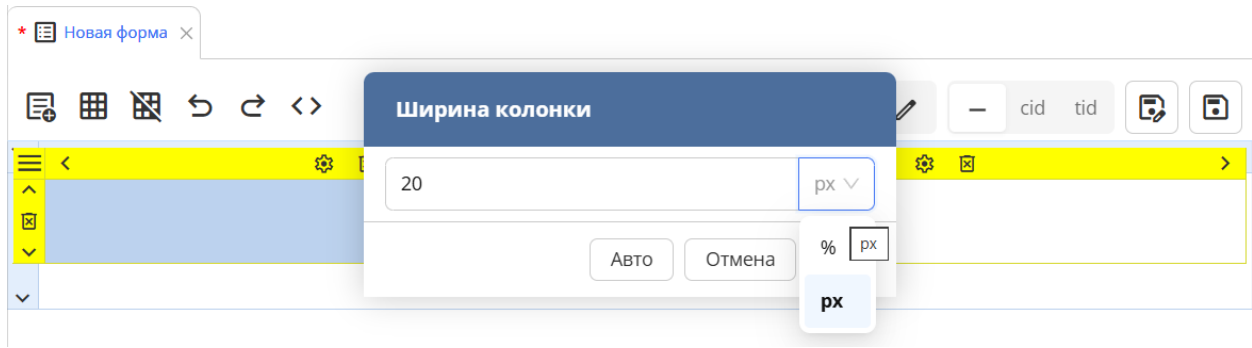 * Новая форма
Ширина колонки
cid tid
20 px
% px
Авто Отмена
px